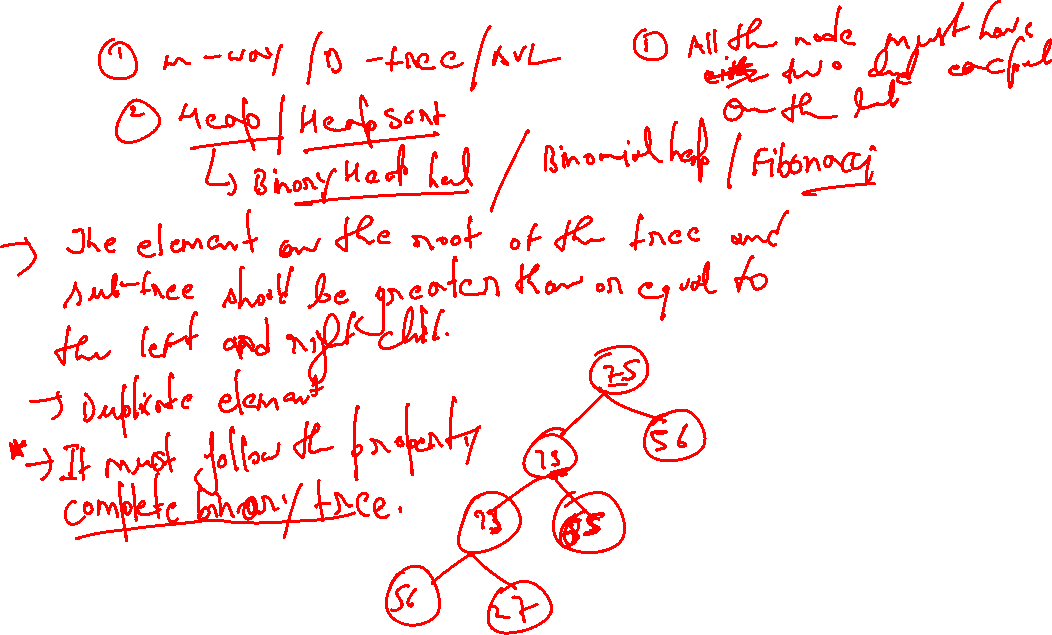 ① m-way / B-tree / AVL
② Heap / Heap Sort
↳ Binary Heap / Binomial heap / Fibonacci
① All the node must have
two and except
on the
→ The element on the root of the tree and
sub-tree should be greater than or equal to
the left and right child.
→ Duplicate element
* → It must follow the property
complete binary tree.
75
56
73
56
27